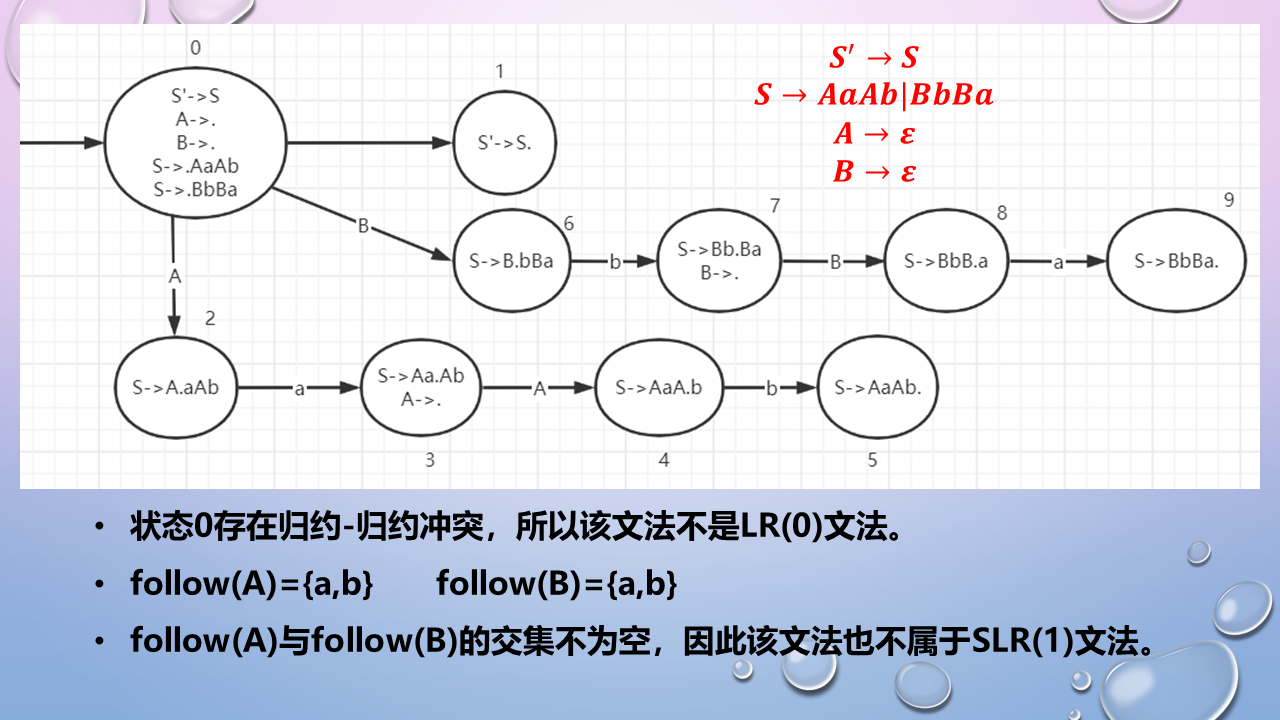 0
S'->S
A->.
B->.
S->.AaAb
S->.BbBa
1
S'->S.
S′ → S
S → AaAb|BbBa
A → ε
B → ε
B
6
S->B.bBa
b
7
S->Bb.Ba
B->.
B
8
S->BbB.a
a
9
S->BbBa.
A
2
S->A.aAb
a
S->Aa.Ab
A->.
3
A
S->AaA.b
4
b
S->AaAb.
5
• 状态0存在归约-归约冲突，所以该文法不是LR(0)文法。
• follow(A)={a,b} follow(B)={a,b}
• follow(A)与follow(B)的交集不为空，因此该文法也不属于SLR(1)文法。